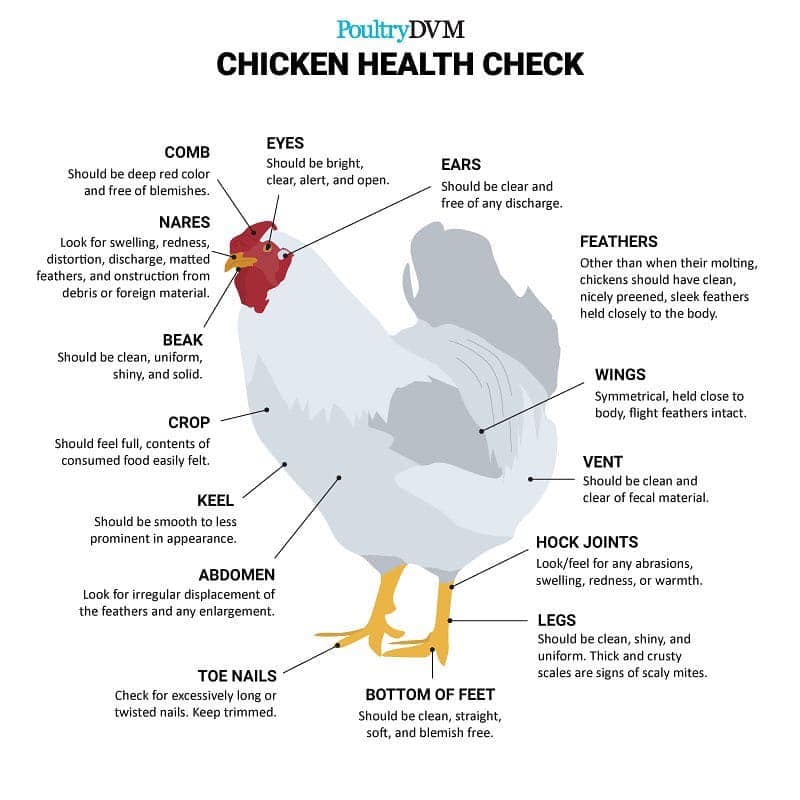 PoultryDVM
CHICKEN HEALTH CHECK
COMB
Should be deep red color
and free of blemishes.
EYES
Should be bright,
clear, alert, and open.
EARS
Should be clear and
free of any discharge.
NARES
Look for swelling, redness,
distortion, discharge, matted
feathers, and onstruction from
debris or foreign material.
FEATHERS
Other than when their molting,
chickens should have clean,
nicely preened, sleek feathers
held closely to the body.
BEAK
Should be clean, uniform,
shiny, and solid.
WINGS
Symmetrical, held close to
body, flight feathers intact.
CROP
Should feel full, contents of
consumed food easily felt.
VENT
Should be clean and
clear of fecal material.
KEEL
Should be smooth to less
prominent in appearance.
HOCK JOINTS
Look/feel for any abrasions,
swelling, redness, or warmth.
ABDOMEN
Look for irregular displacement of
the feathers and any enlargement.
LEGS
Should be clean, shiny, and
uniform. Thick and crusty
scales are signs of scaly mites.
TOE NAILS
Check for excessively long or
twisted nails. Keep trimmed.
BOTTOM OF FEET
Should be clean, straight,
soft, and blemish free.